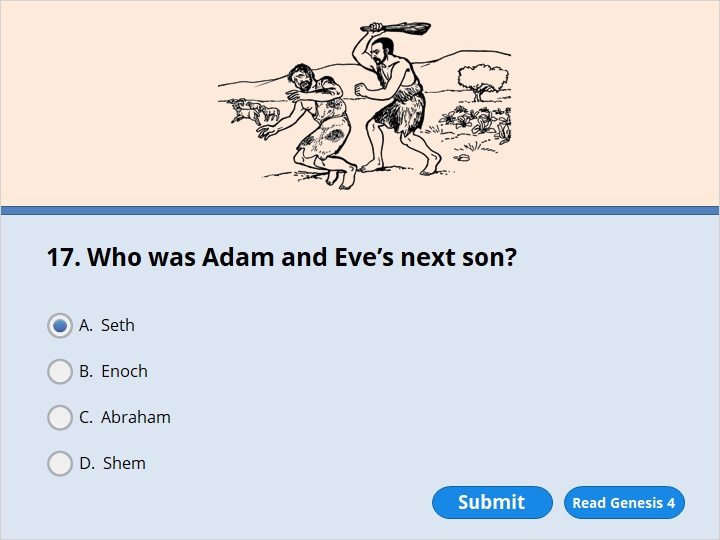 17. Who was Adam and Eve’s next son?
A. Seth
B. Enoch
C. Abraham
D. Shem
Submit
Read Genesis 4